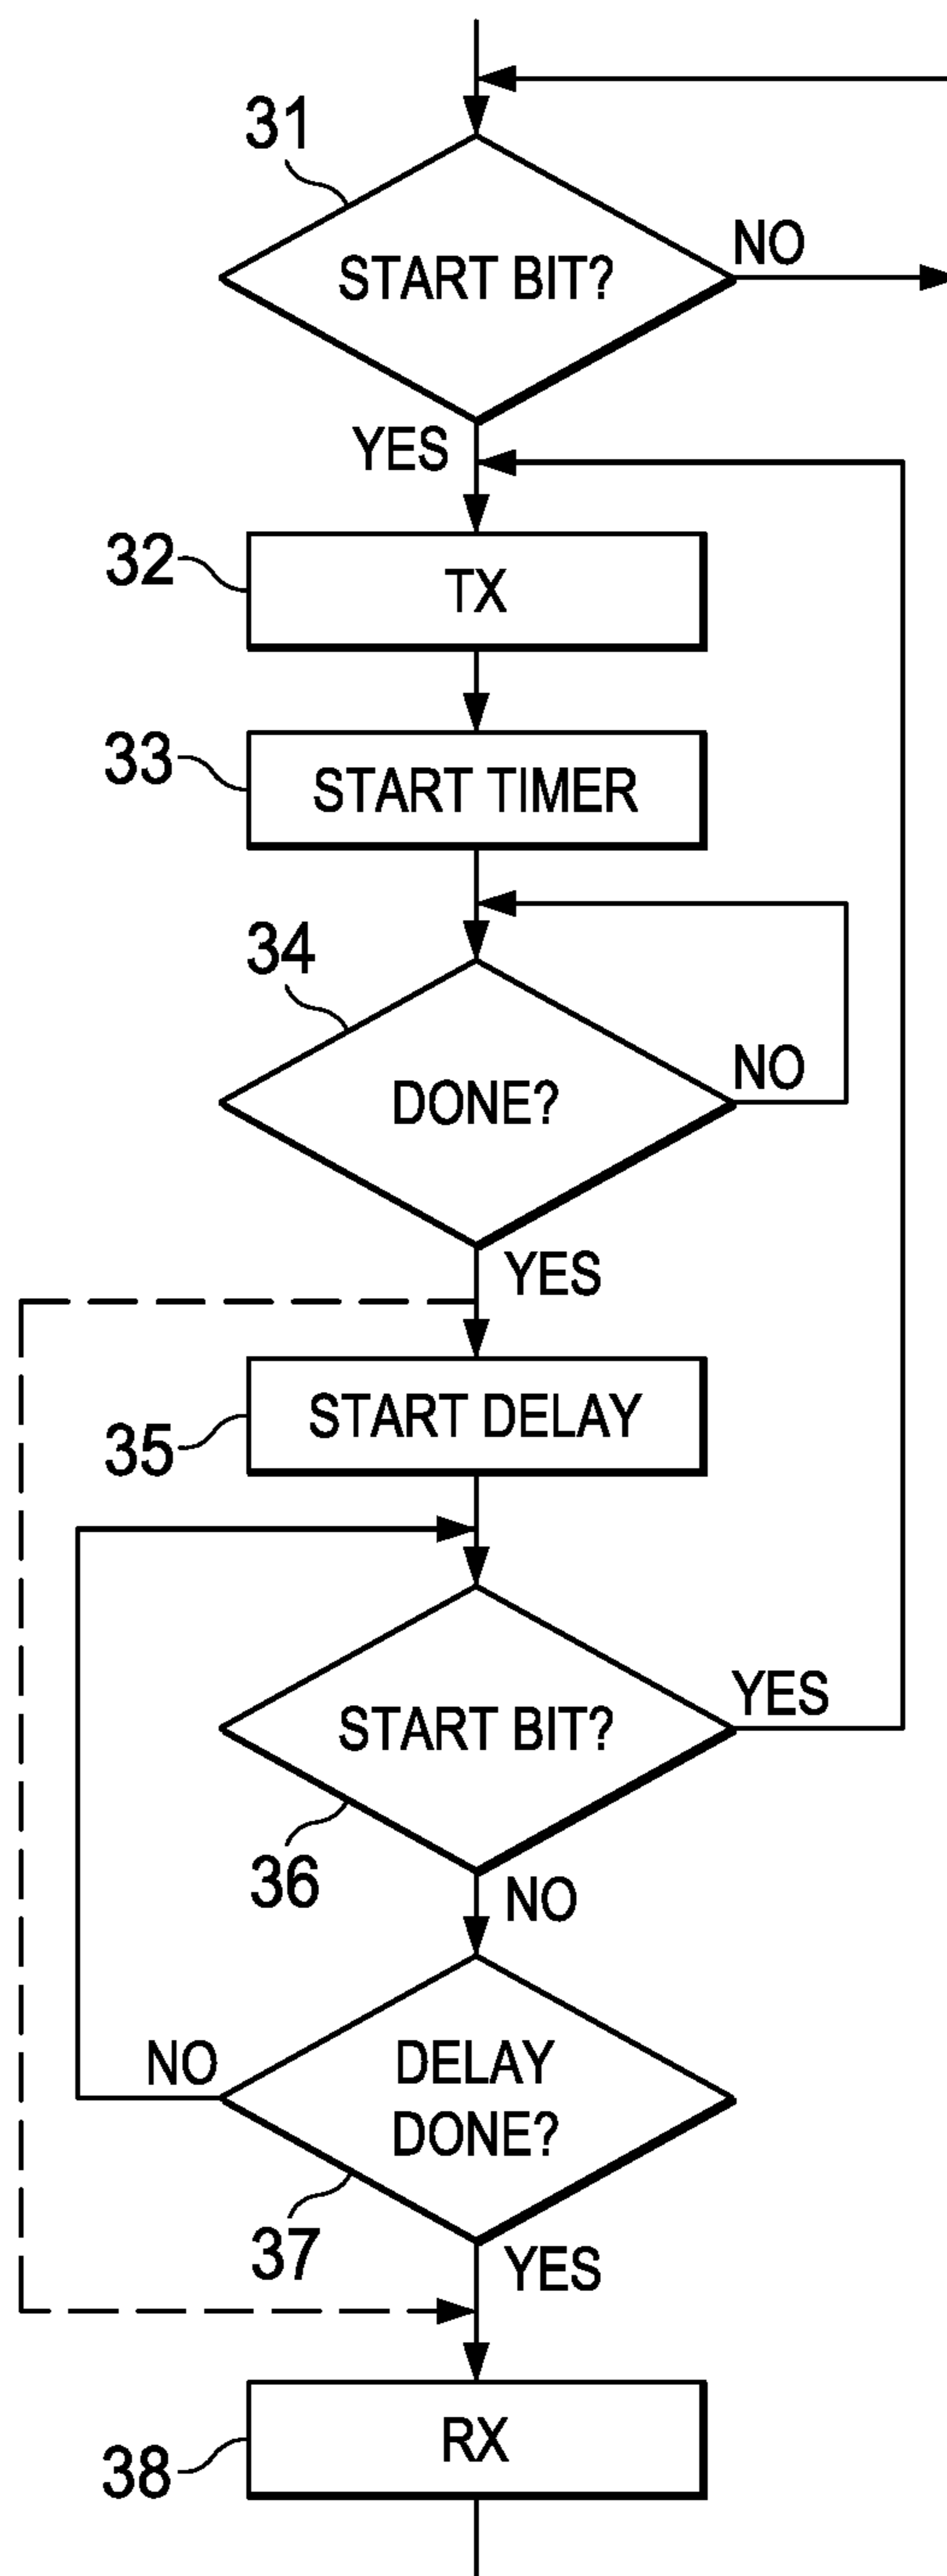 31
START BIT?
NO
YES
32
TX
33
START TIMER
34
DONE?
NO
YES
START DELAY
35
START BIT?
YES
36
NO
NO
DELAY
DONE?
37
YES
RX
38